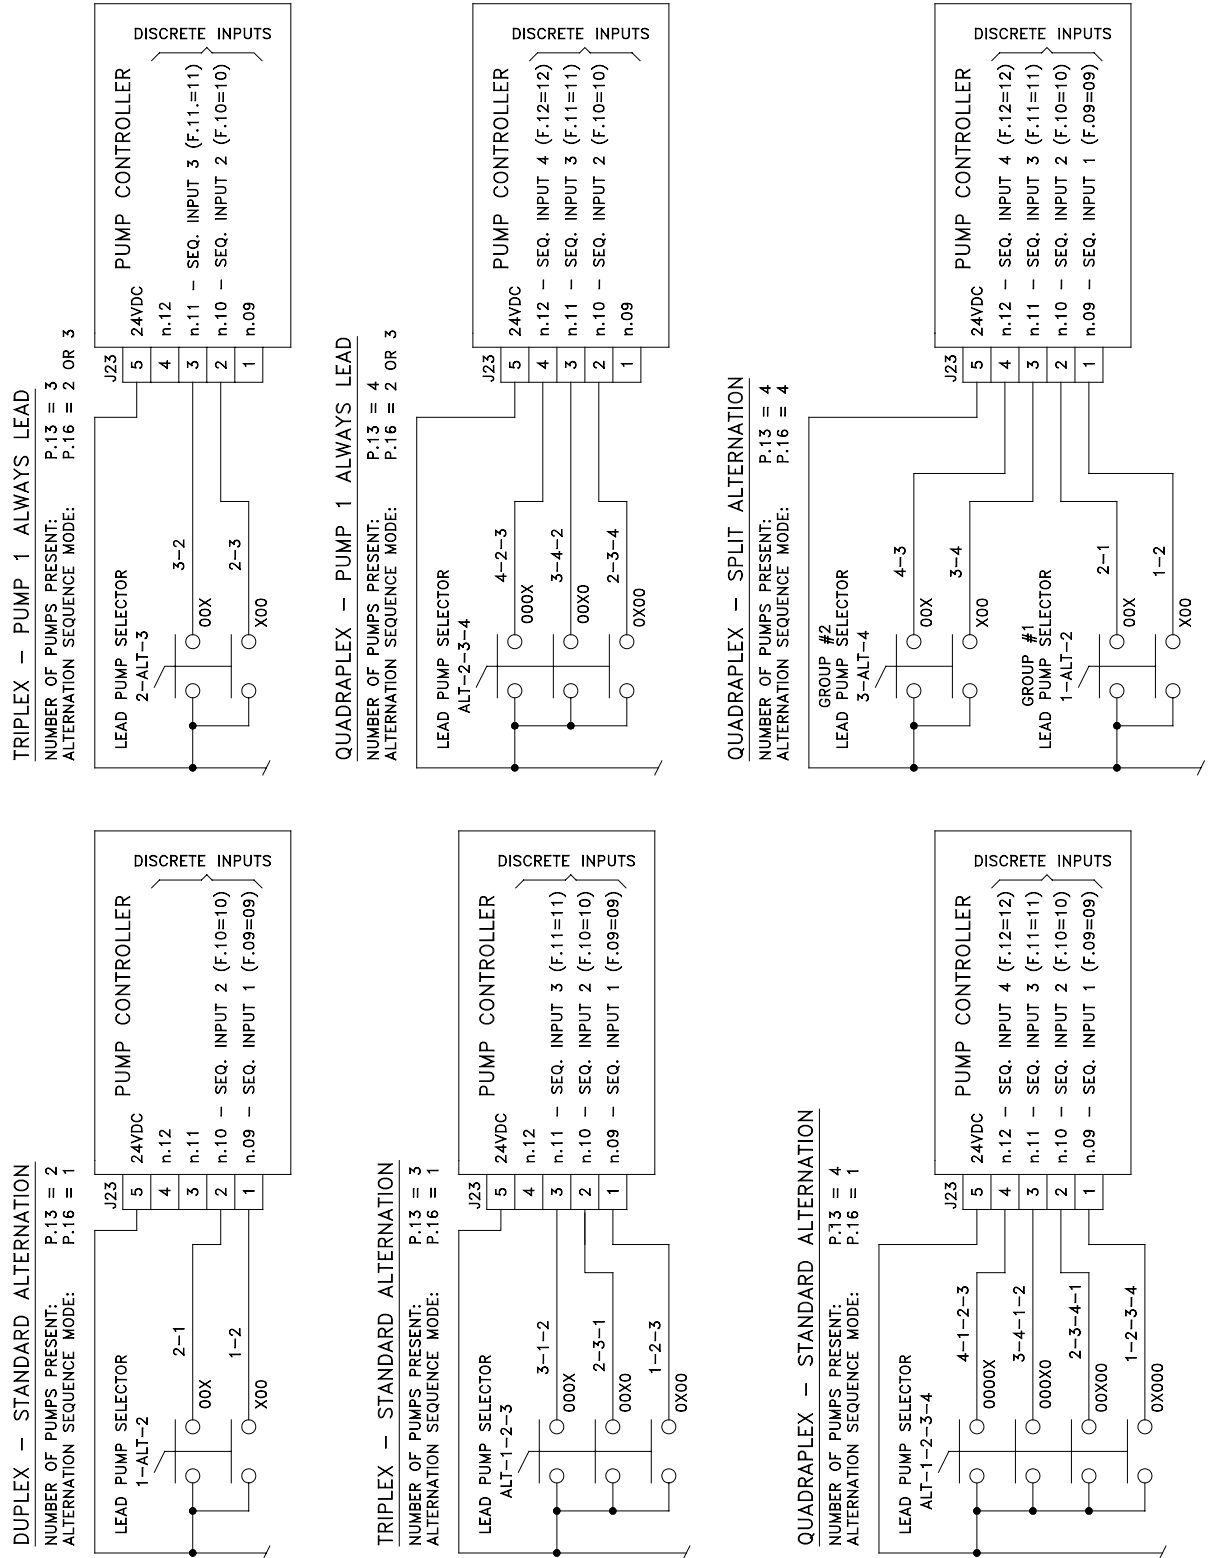 DUPLEX – STANDARD ALTERNATION
NUMBER OF PUMPS PRESENT: P.13 = 2
ALTERNATION SEQUENCE MODE: P.16 = 1
LEAD PUMP SELECTOR
1-ALT-2
2-1
00X
1-2
X00
J23
5
4
3
2
1
PUMP CONTROLLER
24VDC
n.12
n.11
n.10 – SEQ. INPUT 2 (F.10=10)
n.09 – SEQ. INPUT 1 (F.09=09)
DISCRETE INPUTS
TRIPLEX – PUMP 1 ALWAYS LEAD
NUMBER OF PUMPS PRESENT: P.13 = 3
ALTERNATION SEQUENCE MODE: P.16 = 2 OR 3
LEAD PUMP SELECTOR
2-ALT-3
3-2
00X
2-3
X00
J23
5
4
3
2
1
PUMP CONTROLLER
24VDC
n.12
n.11 – SEQ. INPUT 3 (F.11.=11)
n.10 – SEQ. INPUT 2 (F.10=10)
n.09
DISCRETE INPUTS
TRIPLEX – STANDARD ALTERNATION
NUMBER OF PUMPS PRESENT: P.13 = 3
ALTERNATION SEQUENCE MODE: P.16 = 1
LEAD PUMP SELECTOR
ALT-1-2-3
3-1-2
000X
2-3-1
00X0
1-2-3
0X00
J23
5
4
3
2
1
PUMP CONTROLLER
24VDC
n.12
n.11 – SEQ. INPUT 3 (F.11=11)
n.10 – SEQ. INPUT 2 (F.10=10)
n.09 – SEQ. INPUT 1 (F.09=09)
DISCRETE INPUTS
QUADRAPLEX – PUMP 1 ALWAYS LEAD
NUMBER OF PUMPS PRESENT: P.13 = 4
ALTERNATION SEQUENCE MODE: P.16 = 2 OR 3
LEAD PUMP SELECTOR
ALT-2-3-4
4-2-3
000X
3-4-2
00X0
2-3-4
0X00
J23
5
4
3
2
1
PUMP CONTROLLER
24VDC
n.12 – SEQ. INPUT 4 (F.12=12)
n.11 – SEQ. INPUT 3 (F.11=11)
n.10 – SEQ. INPUT 2 (F.10=10)
n.09
DISCRETE INPUTS
QUADRAPLEX – STANDARD ALTERNATION
NUMBER OF PUMPS PRESENT: P.13 = 4
ALTERNATION SEQUENCE MODE: P.16 = 1
LEAD PUMP SELECTOR
ALT-1-2-3-4
4-1-2-3
0000X
3-4-1-2
000X0
2-3-4-1
00X00
1-2-3-4
0X000
J23
5
4
3
2
1
PUMP CONTROLLER
24VDC
n.12 – SEQ. INPUT 4 (F.12=12)
n.11 – SEQ. INPUT 3 (F.11=11)
n.10 – SEQ. INPUT 2 (F.10=10)
n.09 – SEQ. INPUT 1 (F.09=09)
DISCRETE INPUTS
QUADRAPLEX – SPLIT ALTERNATION
NUMBER OF PUMPS PRESENT: P.13 = 4
ALTERNATION SEQUENCE MODE: P.16 = 4
GROUP #2
LEAD PUMP SELECTOR
3-ALT-4
4-3
00X
3-4
X00
GROUP #1
LEAD PUMP SELECTOR
1-ALT-2
2-1
00X
1-2
X00
J23
5
4
3
2
1
PUMP CONTROLLER
24VDC
n.12 – SEQ. INPUT 4 (F.12=12)
n.11 – SEQ. INPUT 3 (F.11=11)
n.10 – SEQ. INPUT 2 (F.10=10)
n.09 – SEQ. INPUT 1 (F.09=09)
DISCRETE INPUTS